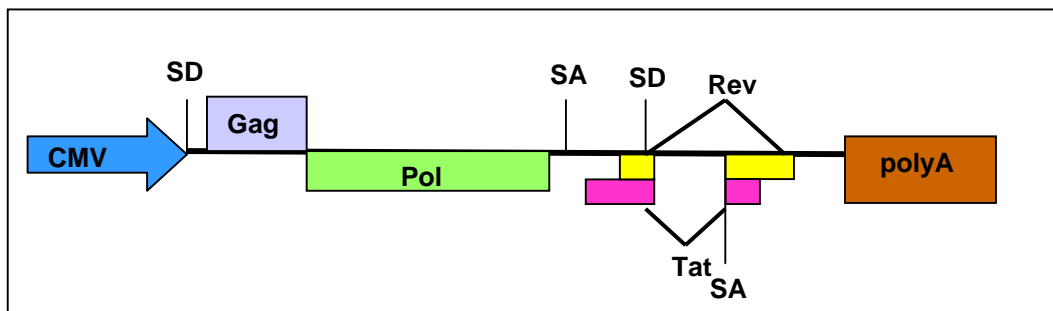 SD
SA
SD
Rev
Gag
CMV
Pol
polyA
Tat
SA